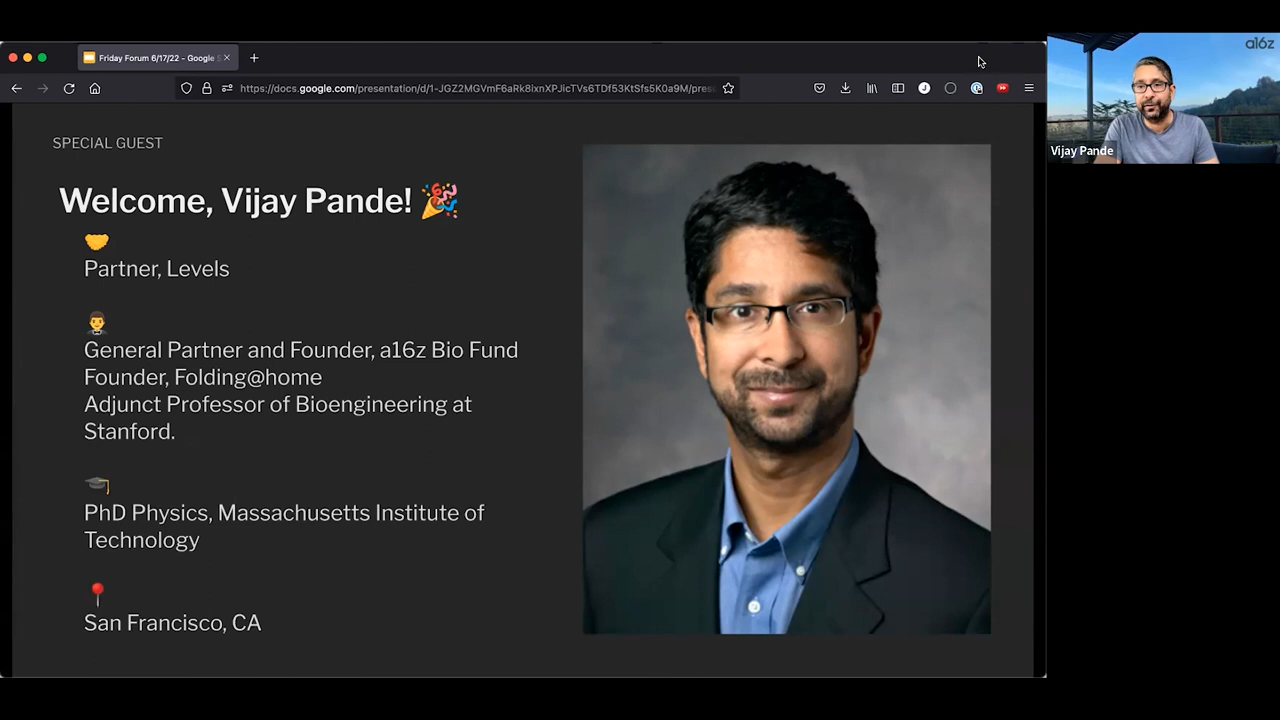 Friday Forum 6/17/22 - Google S
https://docs.google.com/presentation/d/1-JGZ2MGVmF6aRk8ixnXPJicTVs6TDf53KtSfs5K0a9M/pres
a16z
Vijay Pande
SPECIAL GUEST
Welcome, Vijay Pande! 🎉
Partner, Levels
General Partner and Founder, a16z Bio Fund
Founder, Folding@home
Adjunct Professor of Bioengineering at
Stanford.
PhD Physics, Massachusetts Institute of
Technology
San Francisco, CA